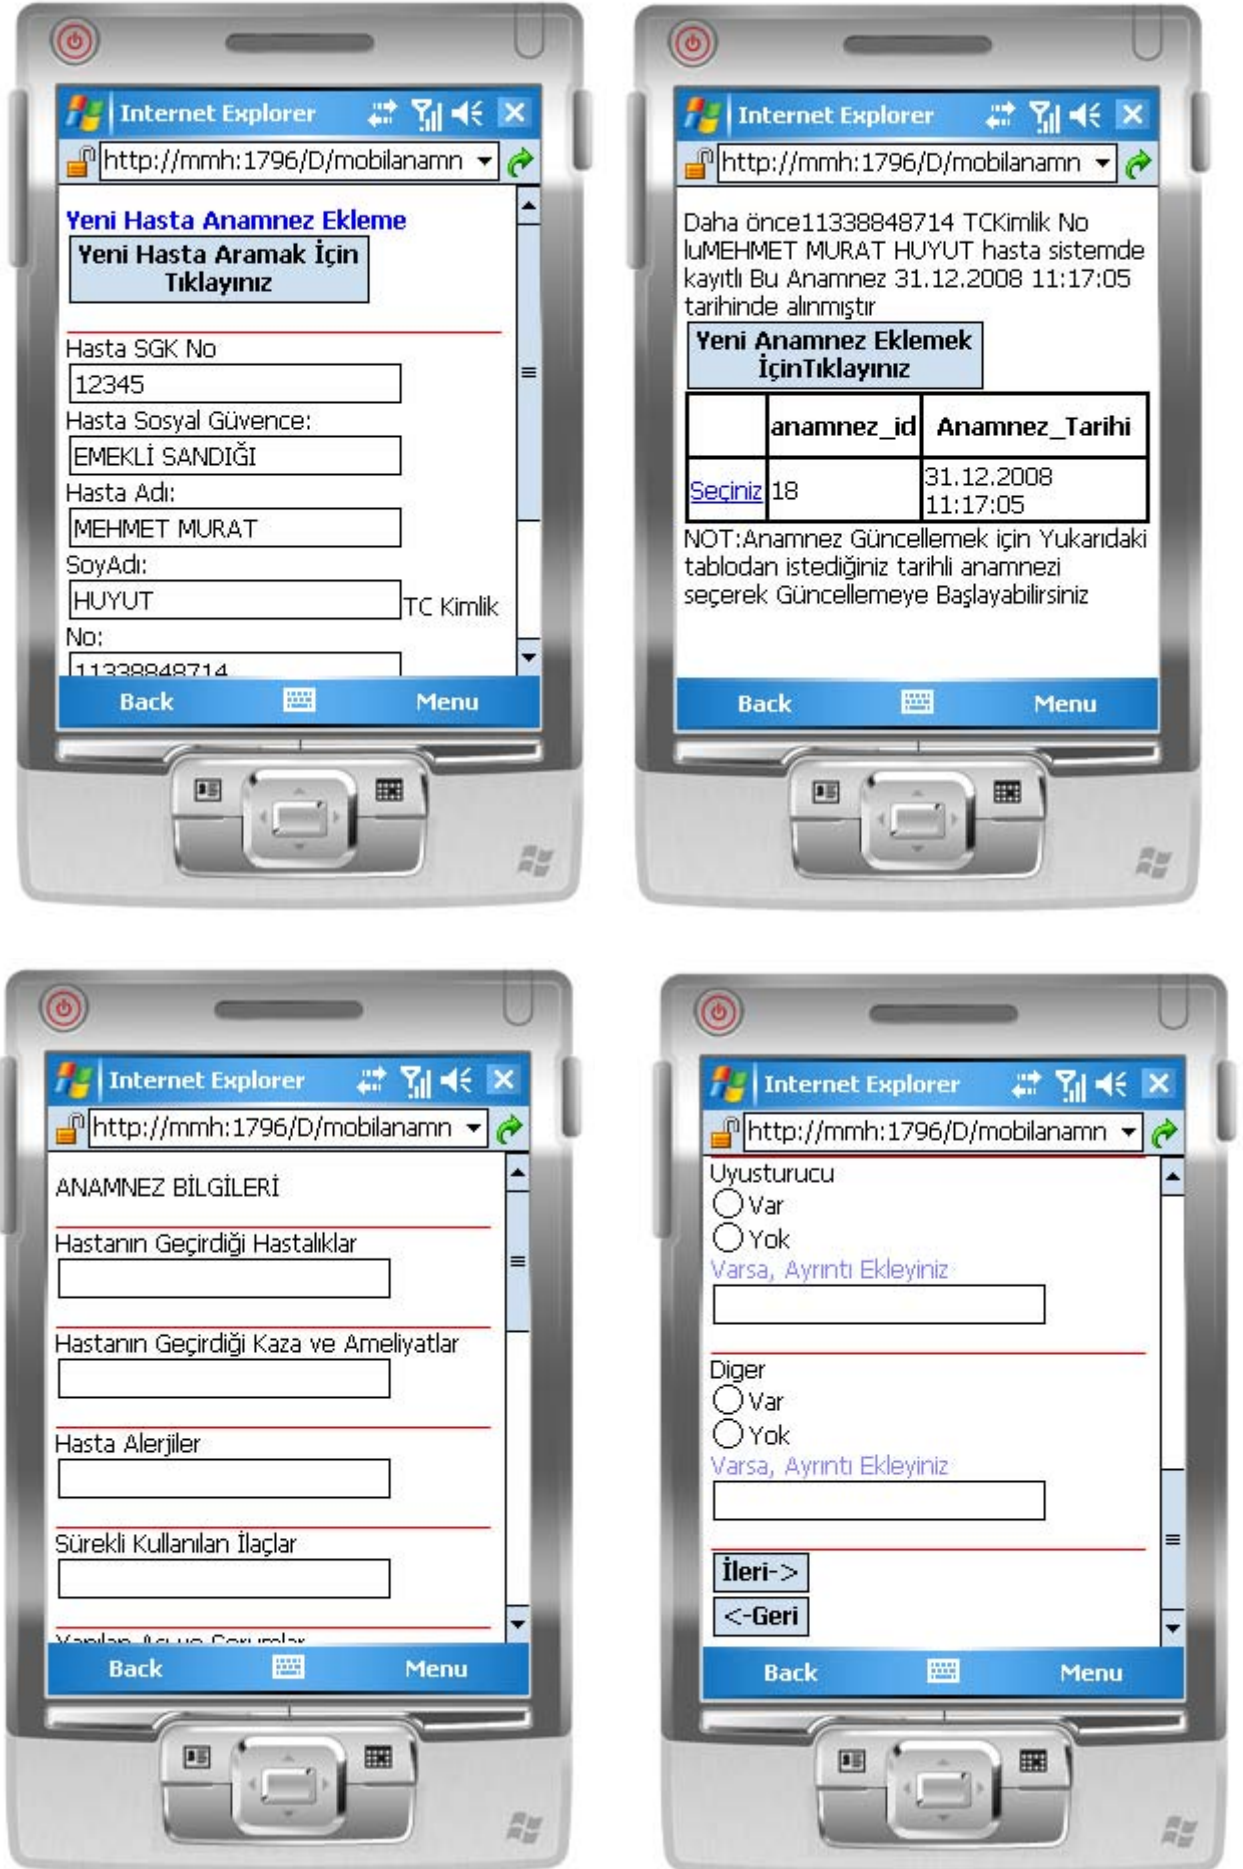 Internet Explorer
http://mmh:1796/D/mobilanamn
Yeni Hasta Anamnez Ekleme
Yeni Hasta Aramak İçin
Tıklayınız
Hasta SGK No
12345
Hasta Sosyal Güvence:
EMEKLİ SANDIĞI
Hasta Adı:
MEHMET MURAT
SoyAdı:
HUYUT TC Kimlik
No:
11338848714
Back Menu
Internet Explorer
http://mmh:1796/D/mobilanamn
Daha önce11338848714 TCKimlik No
luMEHMET MURAT HUYUT hasta sistemde
kayıtlı Bu Anamnez 31.12.2008 11:17:05
tarihinde alınmıştır
Yeni Anamnez Eklemek
İçinTıklayınız
anamnez_id Anamnez_Tarihi
Seçiniz 18 31.12.2008
11:17:05
NOT:Anamnez Güncellemek için Yukarıdaki
tablodan istediğiniz tarihli anamnezi
seçerek Güncellemeye Başlayabilirsiniz
Back Menu
Internet Explorer
http://mmh:1796/D/mobilanamn
ANAMNEZ BİLGİLERİ
Hastanın Geçirdiği Hastalıklar
Hastanın Geçirdiği Kaza ve Ameliyatlar
Hasta Alerjiler
Sürekli Kullanılan İlaçlar
Back Menu
Internet Explorer
http://mmh:1796/D/mobilanamn
Uyusturucu
Var
Yok
Varsa, Ayrıntı Ekleyiniz
Diger
Var
Yok
Varsa, Ayrıntı Ekleyiniz
İleri->
<-Geri
Back Menu